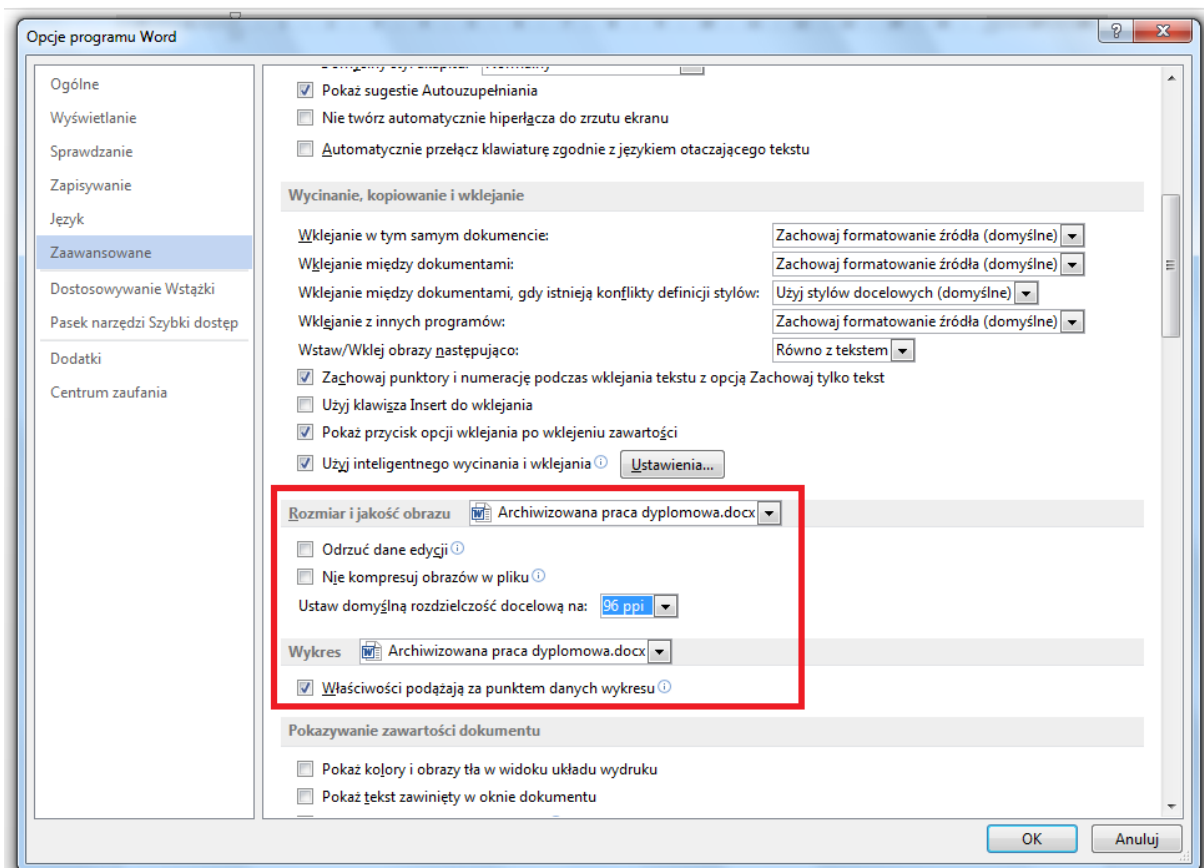 Opcje programu Word
Ogólne
Wyświetlanie
Sprawdzanie
Zapisywanie
Język
Zaawansowane
Dostosowywanie Wstążki
Pasek narzędzi Szybki dostęp
Dodatki
Centrum zaufania
Pokaż sugestie Autouzupełniania
Nie twórz automatycznie hiperłącza do zrzutu ekranu
Automatycznie przełącz klawiaturę zgodnie z językiem otaczającego tekstu
Wycinanie, kopiowanie i wklejanie
Wklejanie w tym samym dokumencie: Zachowaj formatowanie źródła (domyślne)
Wklejanie między dokumentami: Zachowaj formatowanie źródła (domyślne)
Wklejanie między dokumentami, gdy istnieją konflikty definicji stylów: Użyj stylów docelowych (domyślne)
Wklejanie z innych programów: Zachowaj formatowanie źródła (domyślne)
Wstaw/Wklej obrazy następująco: Równo z tekstem
Zachowaj punktory i numerację podczas wklejania tekstu z opcją Zachowaj tylko tekst
Użyj klawisza Insert do wklejania
Pokaż przycisk opcji wklejania po wklejeniu zawartości
Użyj inteligentnego wycinania i wklejania Ustawienia...
Rozmiar i jakość obrazu Archiwizowana praca dyplomowa.docx
Odrzuć dane edycji
Nie kompresuj obrazów w pliku
Ustaw domyślną rozdzielczość docelową na: 96 ppi
Wykres Archiwizowana praca dyplomowa.docx
Właściwości podążają za punktem danych wykresu
Pokazywanie zawartości dokumentu
Pokaż kolory i obrazy tła w widoku układu wydruku
Pokaż tekst zawinięty w oknie dokumentu
OK Anuluj